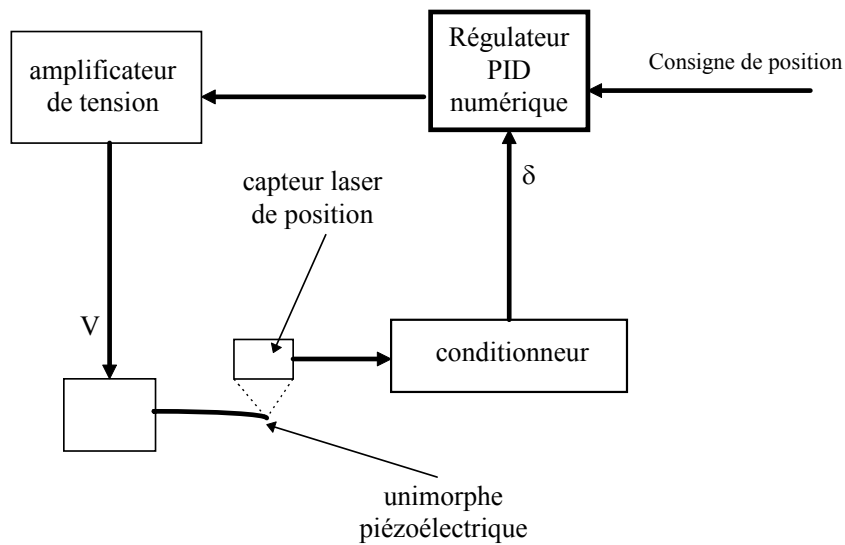 amplificateur
de tension
Régulateur
PID
numérique
Consigne de position
capteur laser
de position
δ
V
conditionneur
unimorphe
piézoélectrique